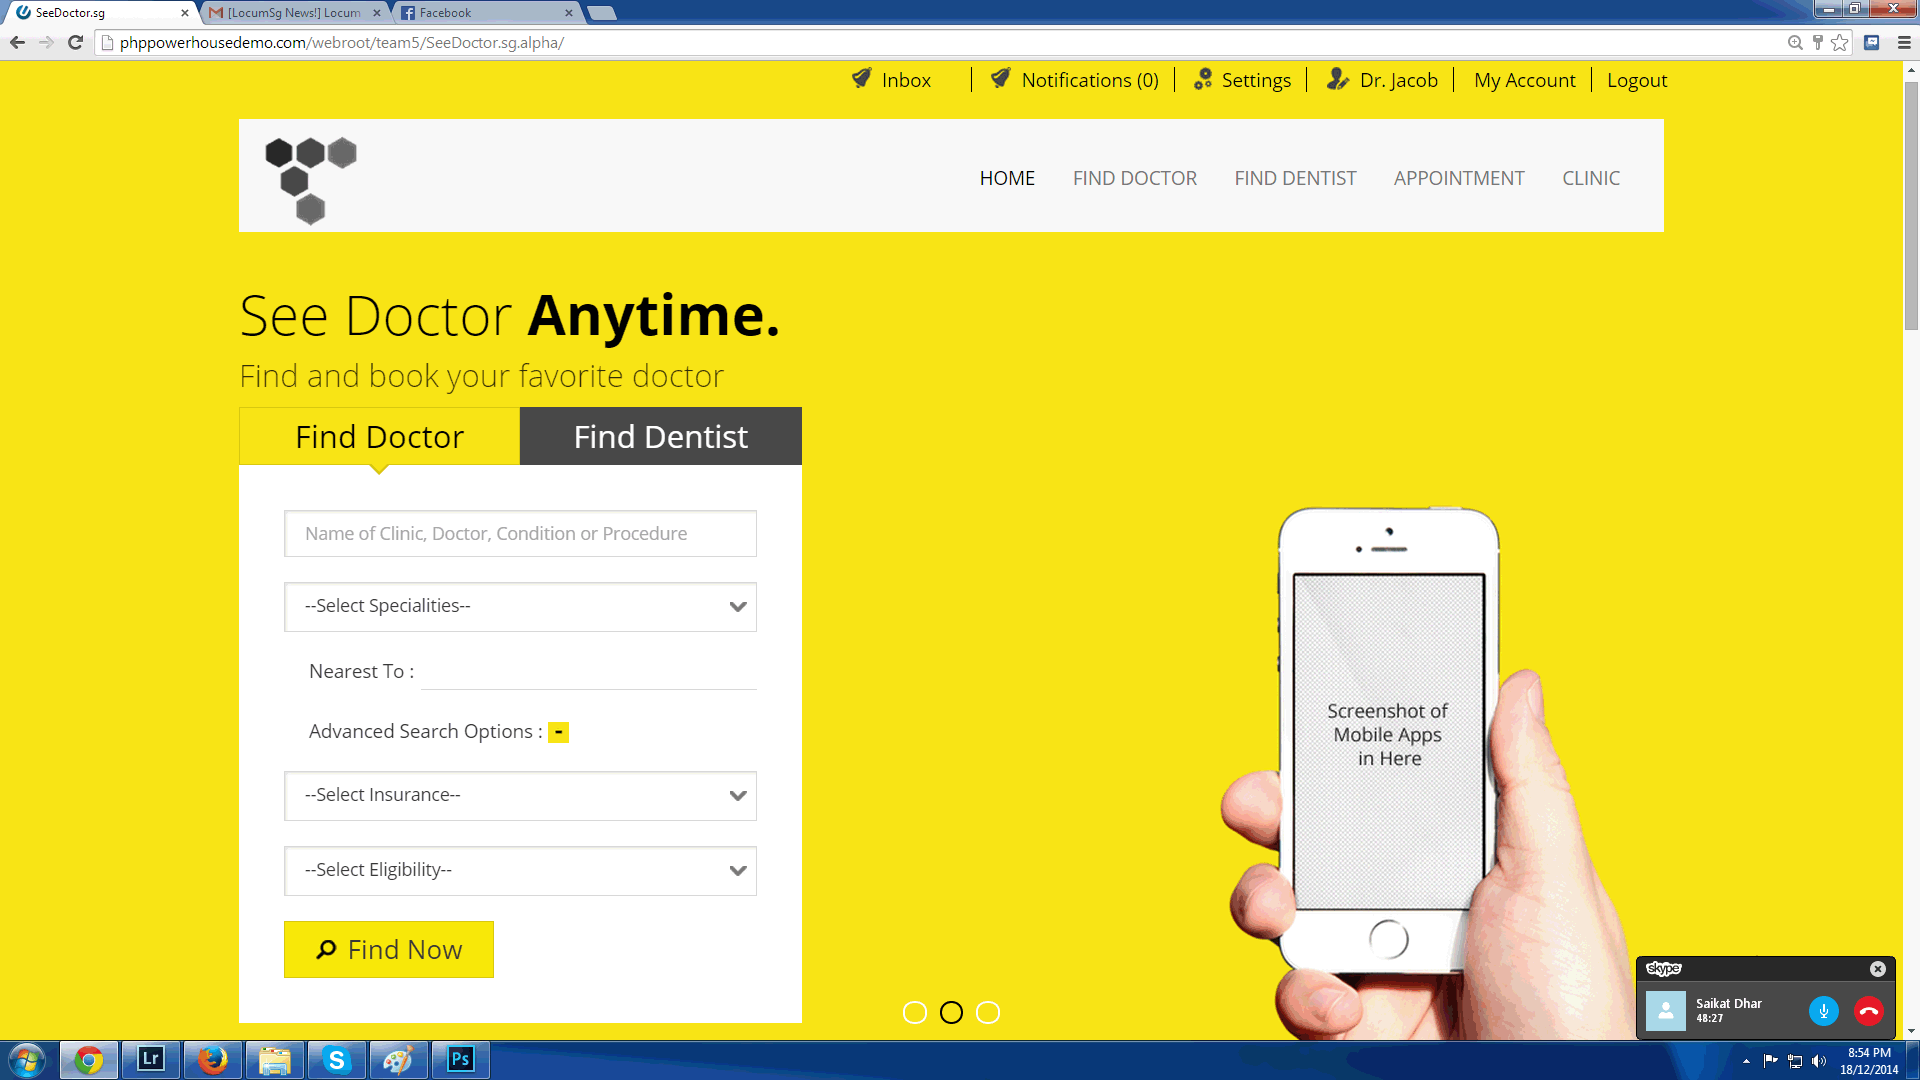 SeeDoctor.sg
[LocumSg News!] Locum
Facebook
phppowerhousedemo.com/webroot/team5/SeeDoctor.sg.alpha/
Inbox
Notifications (0)
Settings
Dr. Jacob
My Account
Logout
HOME
FIND DOCTOR
FIND DENTIST
APPOINTMENT
CLINIC
See Doctor Anytime.
Find and book your favorite doctor
Find Doctor
Find Dentist
Name of Clinic, Doctor, Condition or Procedure
--Select Specialities--
Nearest To :
Advanced Search Options : -
--Select Insurance--
--Select Eligibility--
Find Now
Screenshot of
Mobile Apps
in Here
skype
Saikat Dhar
48:27
Lr
S
Ps
8:54 PM
18/12/2014